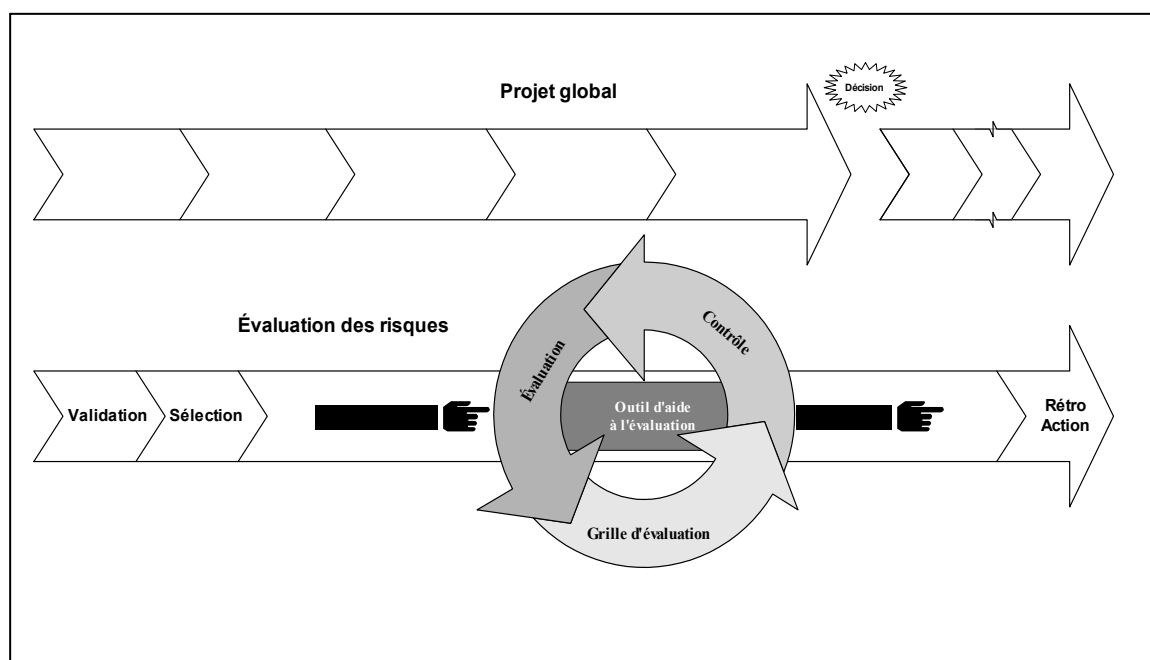 Projet global
Décision
Évaluation des risques
Validation
Sélection
Évaluation
Contrôle
Outil d'aide
à l'évaluation
Grille d'évaluation
Rétro
Action